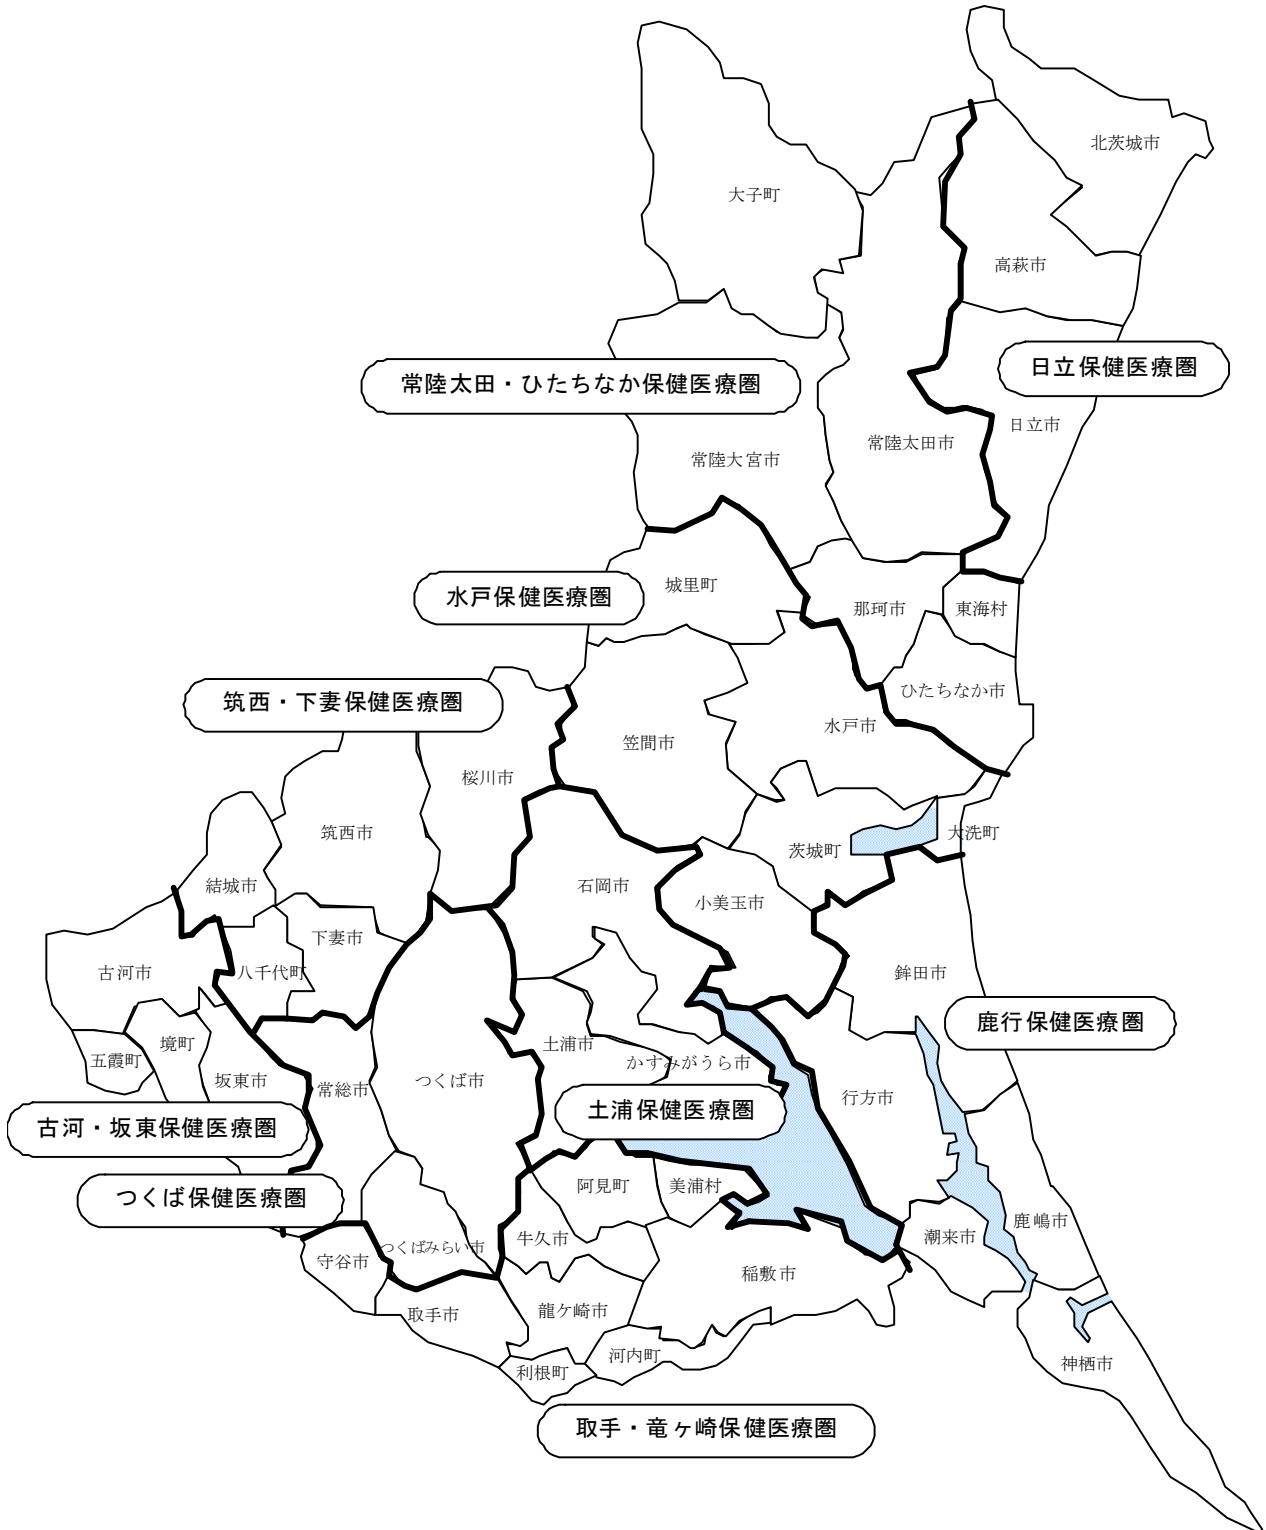 北茨城市
大子町
高萩市
日立保健医療圏
常陸太田・ひたちなか保健医療圏
日立市
常陸太田市
常陸大宮市
城里町
水戸保健医療圏
那珂市
東海村
ひたちなか市
筑西・下妻保健医療圏
水戸市
笠間市
桜川市
筑西市
大洗町
茨城町
結城市
石岡市
小美玉市
下妻市
古河市
八千代町
鉾田市
鹿行保健医療圏
境町
土浦市
五霞町
かすみがうら市
坂東市
常総市
つくば市
行方市
土浦保健医療圏
古河・坂東保健医療圏
阿見町
美浦村
つくば保健医療圏
鹿嶋市
潮来市
牛久市
つくばみらい市
守谷市
稲敷市
龍ケ崎市
取手市
河内町
神栖市
利根町
取手・竜ヶ崎保健医療圏